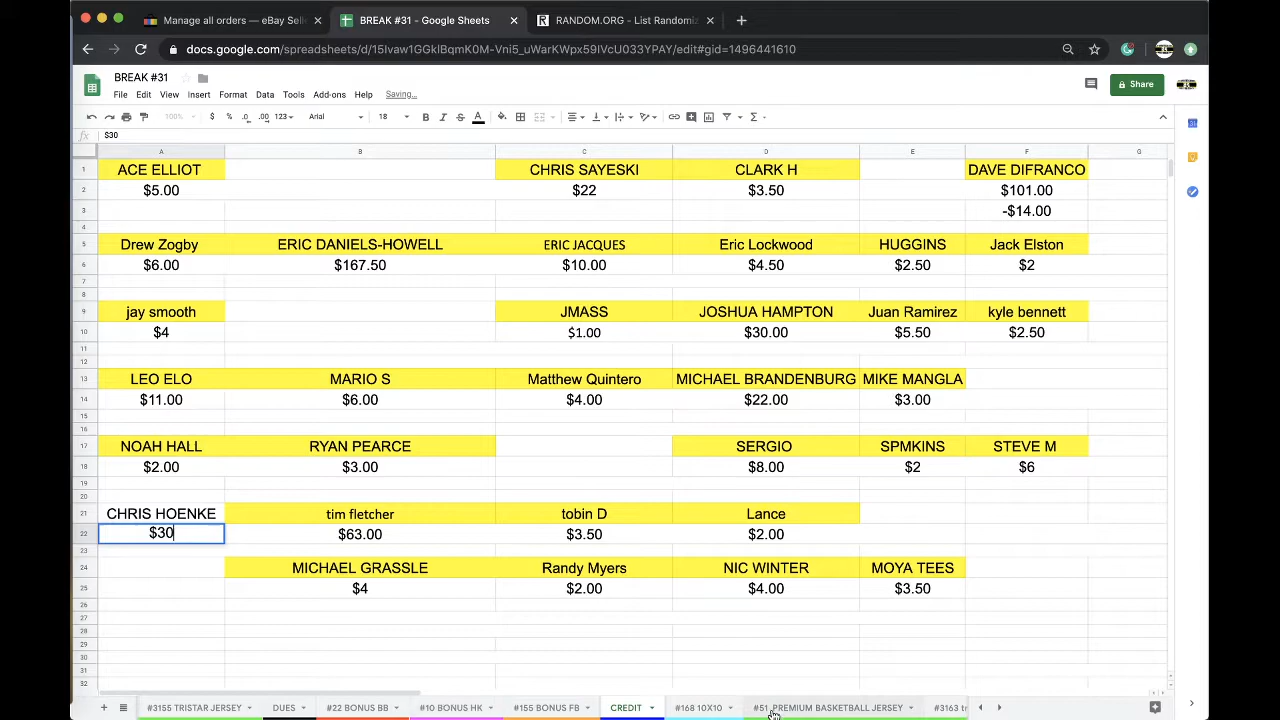 Manage all orders — eBay Sell
BREAK #31 - Google Sheets
RANDOM.ORG - List Randomiz
docs.google.com/spreadsheets/d/15Ivaw1GGkIBqmK0M-Vni5_uWarKWpx59IVcU033YPAY/edit#gid=1496441610
BREAK #31
File Edit View Insert Format Data Tools Add-ons Help Saving...
Share
100% $ % .0 .00 123 Arial 18 B I S A
fx $30
A B C D E F G
1 ACE ELLIOT CHRIS SAYESKI CLARK H DAVE DIFRANCO
2 $5.00 $22 $3.50 $101.00
3 -$14.00
4
5 Drew Zogby ERIC DANIELS-HOWELL ERIC JACQUES Eric Lockwood HUGGINS Jack Elston
6 $6.00 $167.50 $10.00 $4.50 $2.50 $2
7
8
9 jay smooth JMASS JOSHUA HAMPTON Juan Ramirez kyle bennett
10 $4 $1.00 $30.00 $5.50 $2.50
11
12
13 LEO ELO MARIO S Matthew Quintero MICHAEL BRANDENBURG MIKE MANGLA
14 $11.00 $6.00 $4.00 $22.00 $3.00
15
16
17 NOAH HALL RYAN PEARCE SERGIO SPMKINS STEVE M
18 $2.00 $3.00 $8.00 $2 $6
19
20
21 CHRIS HOENKE tim fletcher tobin D Lance
22 $30 $63.00 $3.50 $2.00
23
24 MICHAEL GRASSLE Randy Myers NIC WINTER MOYA TEES
25 $4 $2.00 $4.00 $3.50
26
27
28
29
30
31
32
#3155 TRISTAR JERSEY DUES #22 BONUS BB #10 BONUS HK #155 BONUS FB CREDIT #168 10X10 #51 PREMIUM BASKETBALL JERSEY #3163 tr